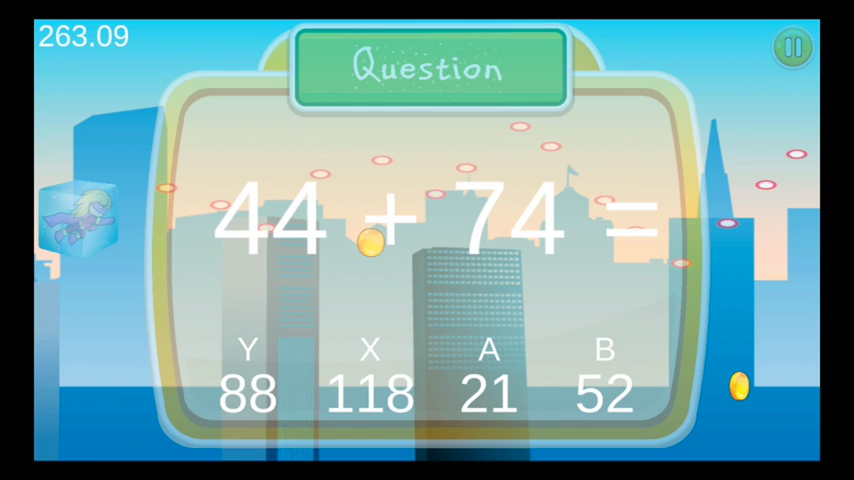 263.09
Question
44 + 74 =
Y X A B
88 118 21 52